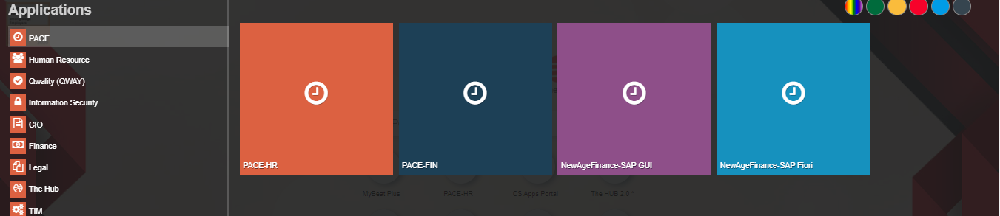 Applications
PACE
Human Resource
Qwality (QWAY)
Information Security
CIO
Finance
Legal
The Hub
TIM
PACE-HR
PACE-FIN
NewAgeFinance-SAP GUI
NewAgeFinance-SAP Fiori
MyBeat Plus
PACE-HR
CS Apps Portal
The HUB 2.0 *